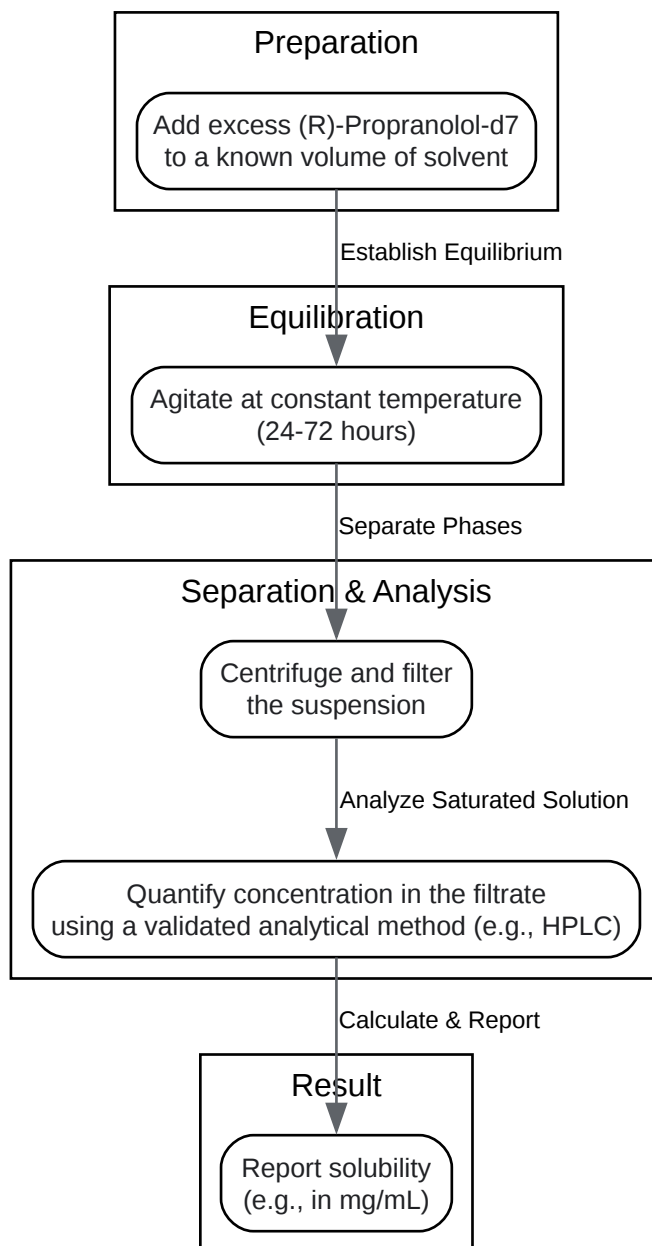 Preparation
Add excess (R)-Propranolol-d7
to a known volume of solvent
Establish Equilibrium
Equilibration
Agitate at constant temperature
(24-72 hours)
Separate Phases
Separation & Analysis
Centrifuge and filter
the suspension
Analyze Saturated Solution
Quantify concentration in the filtrate
using a validated analytical method (e.g., HPLC)
Calculate & Report
Result
Report solubility
(e.g., in mg/mL)